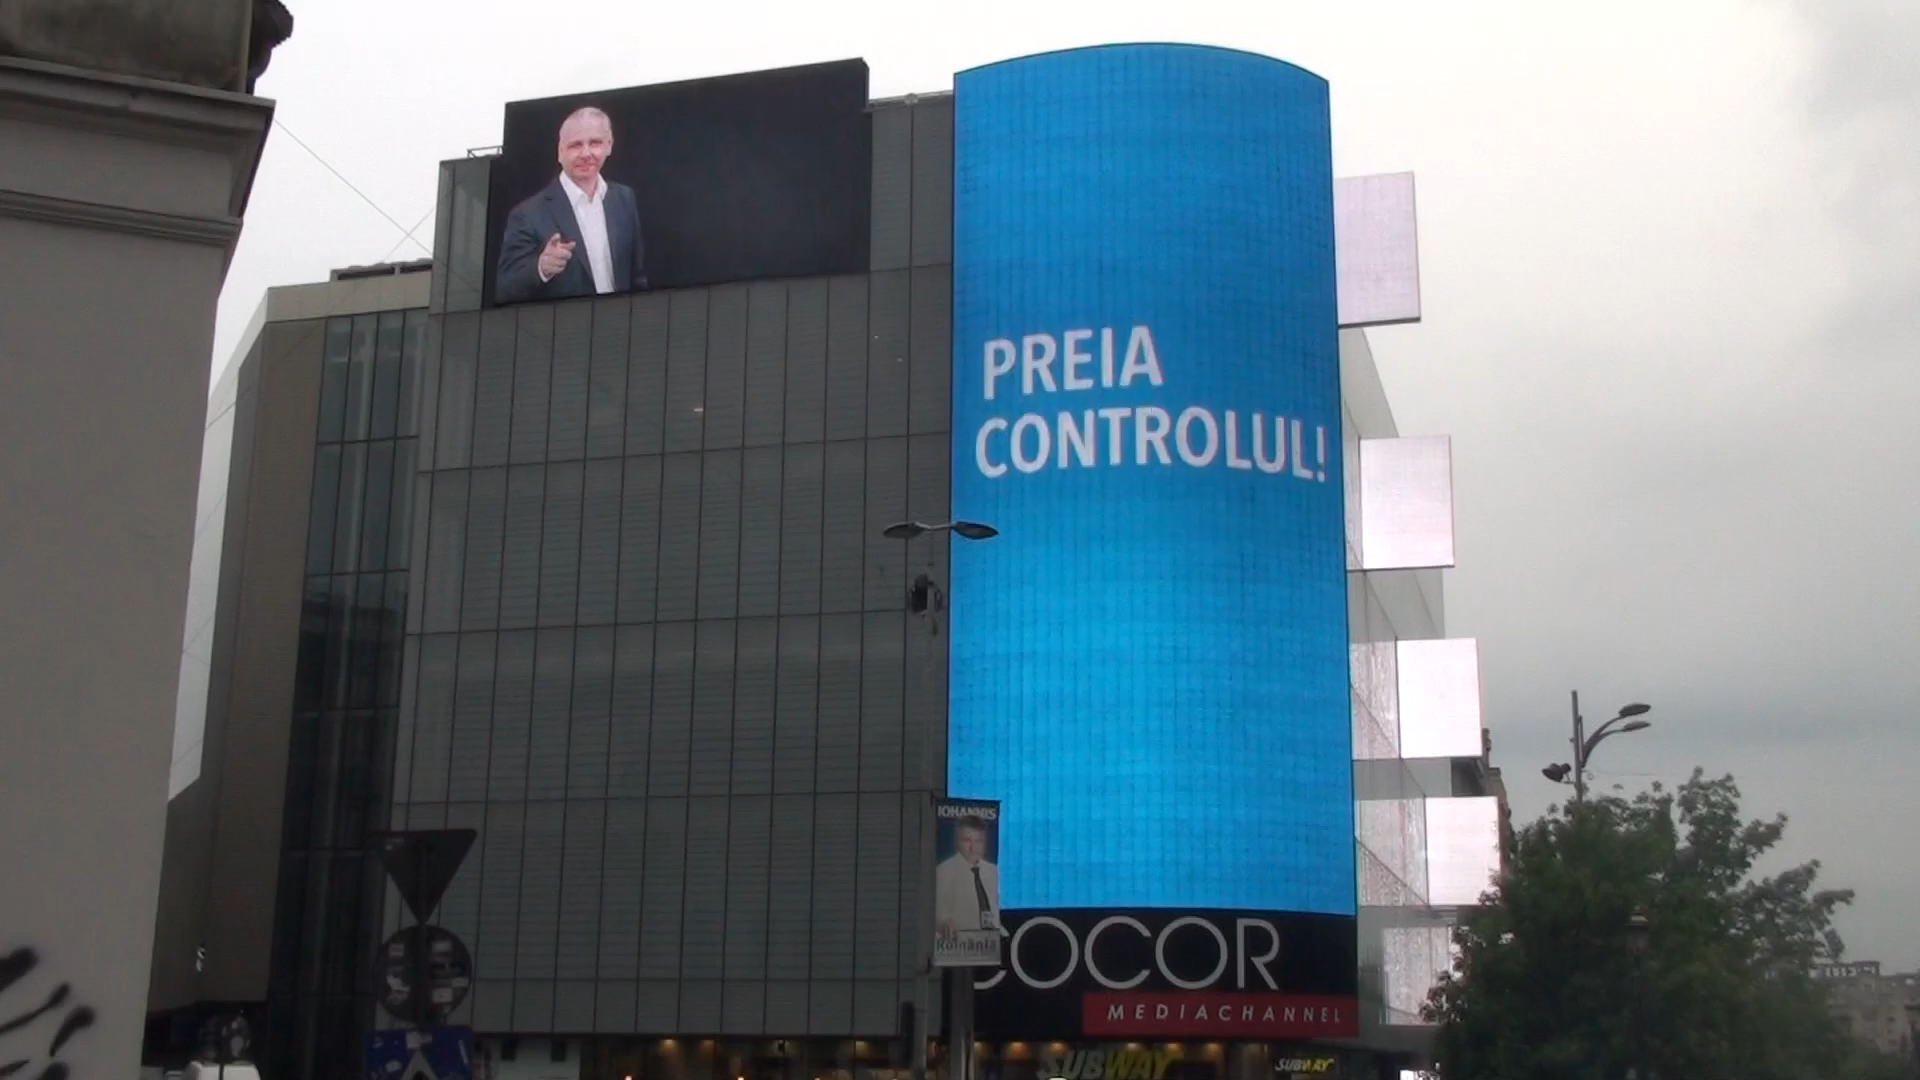 PREIA
CONTROLUL!
IOHANNIS
România
COCOR
MEDIACHANNEL
SUBWAY
SUBWAY